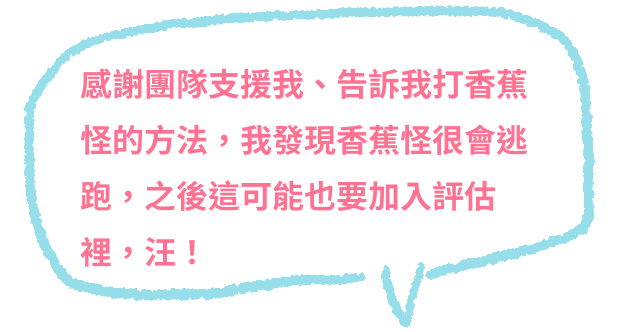 感謝團隊支援我、告訴我打香蕉
怪的方法，我發現香蕉怪很會逃
跑，之後這可能也要加入評估
裡，汪！